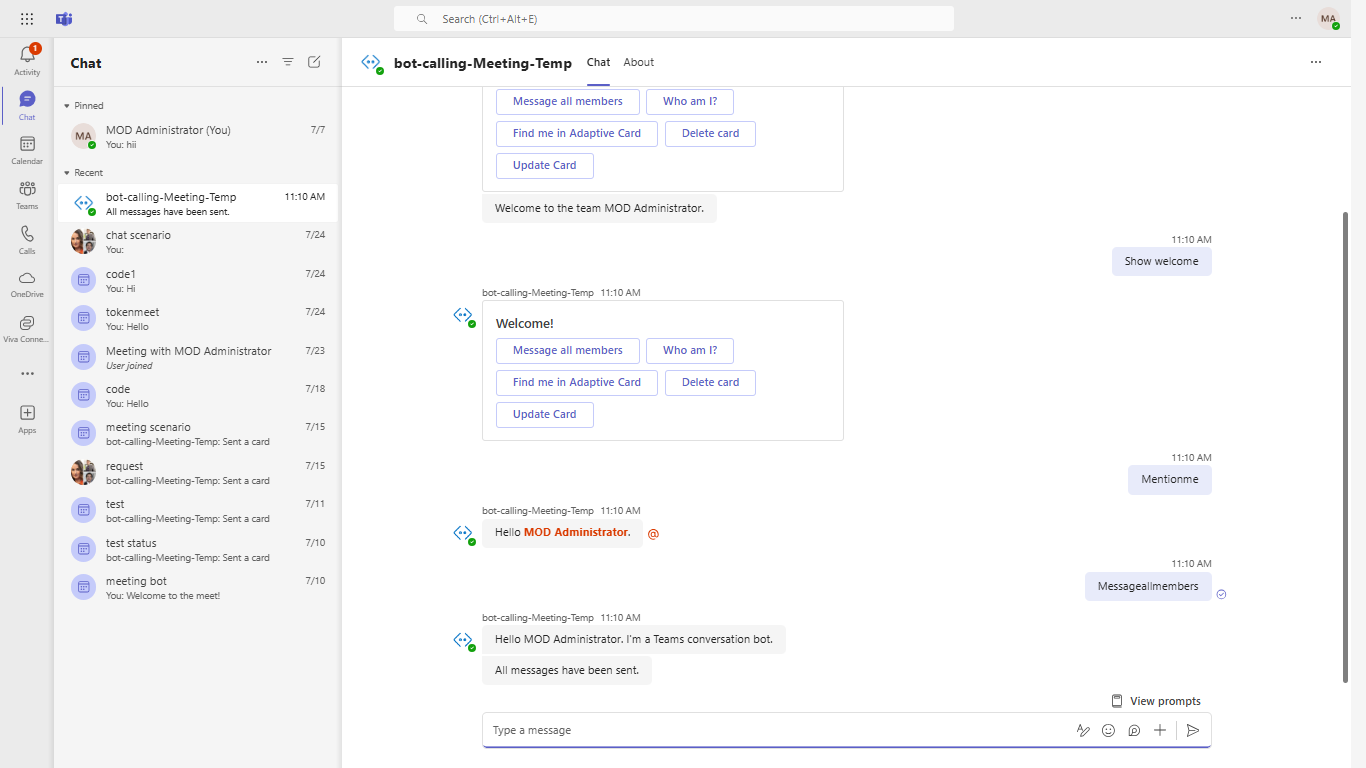 Search (Ctrl+Alt+E)
MA
1
Activity
Chat
Calendar
Teams
Calls
OneDrive
Viva Conne...
Apps
Chat
Pinned
MA
MOD Administrator (You) 7/7
You: hii
Recent
bot-calling-Meeting-Temp 11:10 AM
All messages have been sent.
chat scenario 7/24
You:
code1 7/24
You: Hi
tokenmeet 7/24
You: Hello
Meeting with MOD Administrator 7/23
User joined
code 7/18
You: Hello
meeting scenario 7/15
bot-calling-Meeting-Temp: Sent a card
request 7/15
bot-calling-Meeting-Temp: Sent a card
test 7/11
bot-calling-Meeting-Temp: Sent a card
test status 7/10
bot-calling-Meeting-Temp: Sent a card
meeting bot 7/10
You: Welcome to the meet!
bot-calling-Meeting-Temp Chat About
Message all members Who am I?
Find me in Adaptive Card Delete card
Update Card
Welcome to the team MOD Administrator.
11:10 AM
Show welcome
bot-calling-Meeting-Temp 11:10 AM
Welcome!
Message all members Who am I?
Find me in Adaptive Card Delete card
Update Card
11:10 AM
Mentionme
bot-calling-Meeting-Temp 11:10 AM
Hello MOD Administrator. @
11:10 AM
Messageallmembers
bot-calling-Meeting-Temp 11:10 AM
Hello MOD Administrator. I'm a Teams conversation bot.
All messages have been sent.
View prompts
Type a message